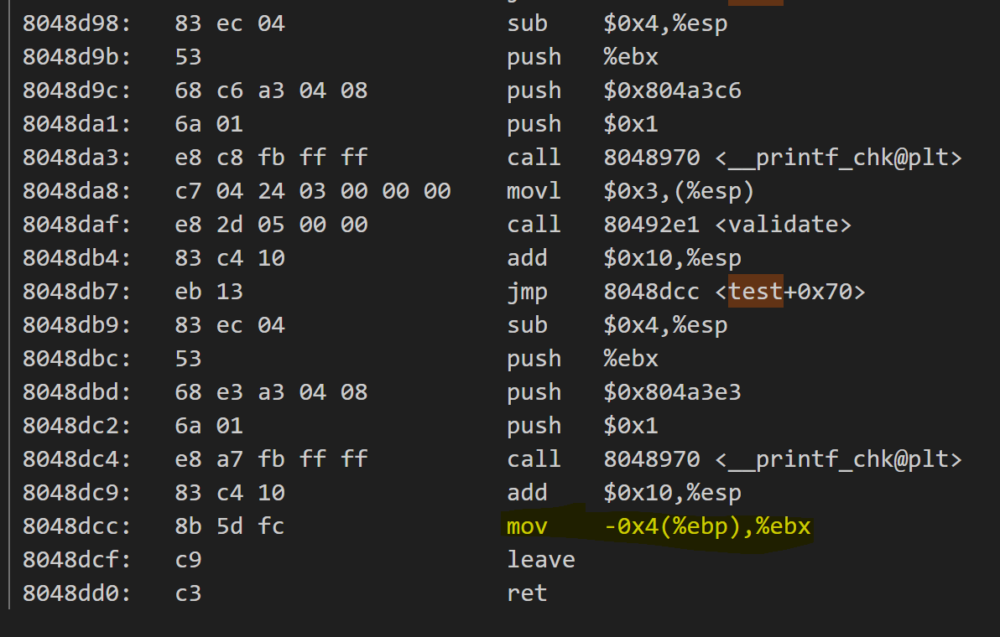 8048d98: 83 ec 04 sub $0x4,%esp
8048d9b: 53 push %ebx
8048d9c: 68 c6 a3 04 08 push $0x804a3c6
8048da1: 6a 01 push $0x1
8048da3: e8 c8 fb ff ff call 8048970 <__printf_chk@plt>
8048da8: c7 04 24 03 00 00 00 movl $0x3,(%esp)
8048daf: e8 2d 05 00 00 call 80492e1 <validate>
8048db4: 83 c4 10 add $0x10,%esp
8048db7: eb 13 jmp 8048dcc <test+0x70>
8048db9: 83 ec 04 sub $0x4,%esp
8048dbc: 53 push %ebx
8048dbd: 68 e3 a3 04 08 push $0x804a3e3
8048dc2: 6a 01 push $0x1
8048dc4: e8 a7 fb ff ff call 8048970 <__printf_chk@plt>
8048dc9: 83 c4 10 add $0x10,%esp
8048dcc: 8b 5d fc mov -0x4(%ebp),%ebx
8048dcf: c9 leave
8048dd0: c3 ret